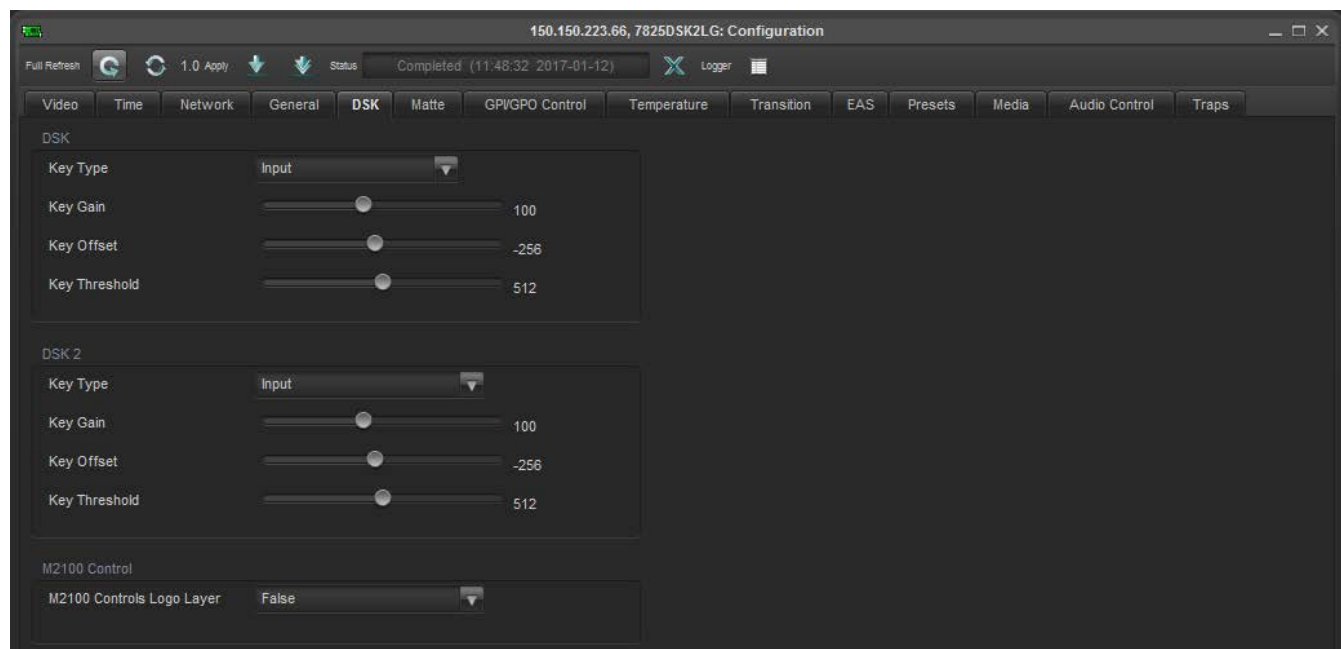 150.150.223.66, 7825DSK2LG: Configuration
Full Refresh 1.0 Apply Status Completed (11:48:32 2017-01-12) Logger
Video Time Network General DSK Matte GPI/GPO Control Temperature Transition EAS Presets Media Audio Control Traps
DSK
Key Type Input
Key Gain 100
Key Offset -256
Key Threshold 512
DSK 2
Key Type Input
Key Gain 100
Key Offset -256
Key Threshold 512
M2100 Control
M2100 Controls Logo Layer False